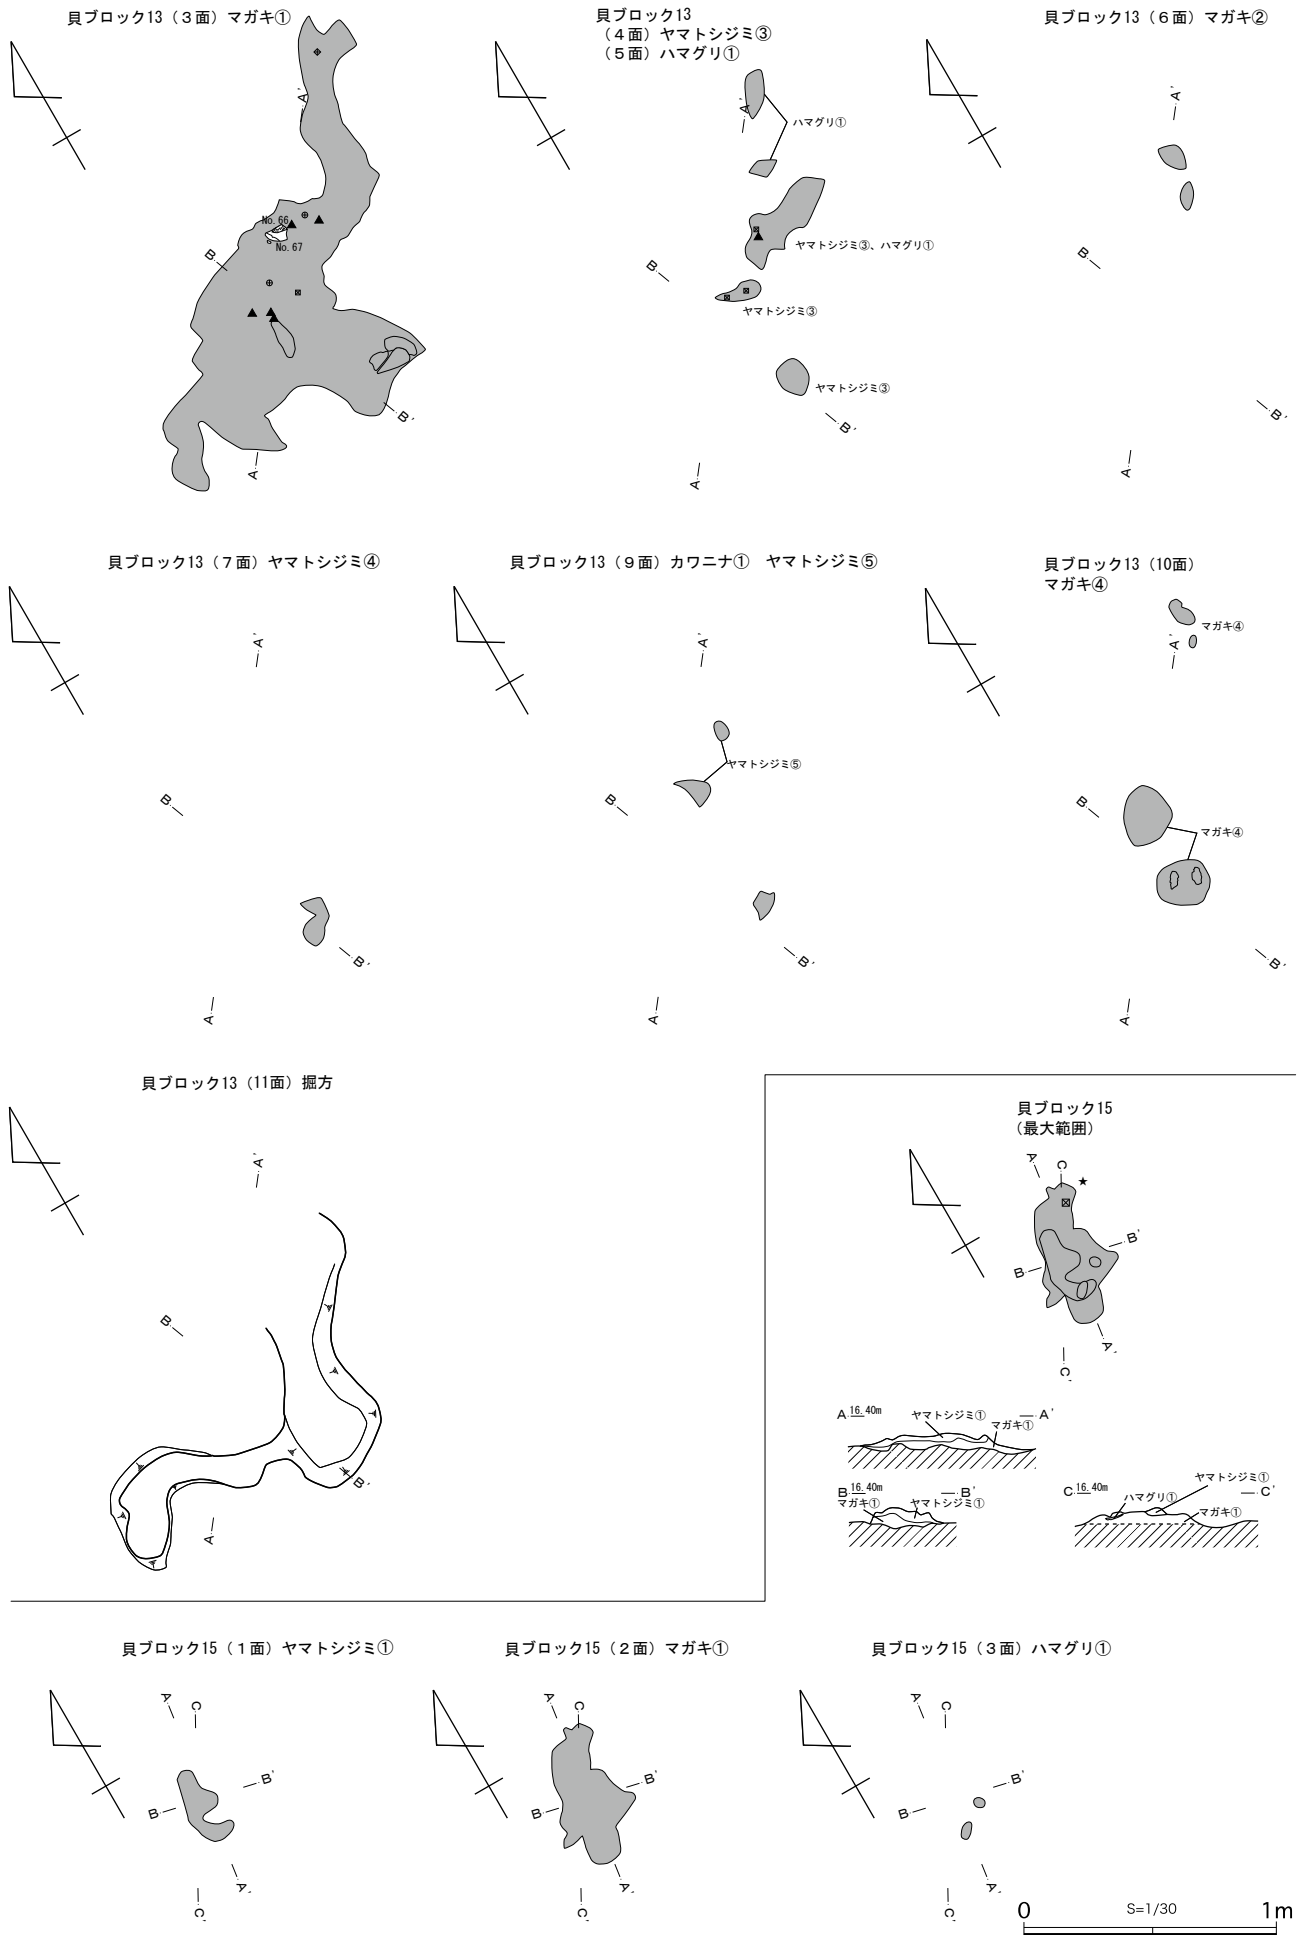 貝ブロック13（３面）マガキ①
A'
No.66
No.67
B
B'
A
貝ブロック13
（４面）ヤマトシジミ③
（５面）ハマグリ①
A'
ハマグリ①
ヤマトシジミ③、ハマグリ①
B
ヤマトシジミ③
ヤマトシジミ③
B'
A
貝ブロック13（６面）マガキ②
A'
B
B'
A
貝ブロック13（７面）ヤマトシジミ④
A'
B
B'
A
貝ブロック13（９面）カワニナ①　ヤマトシジミ⑤
A'
ヤマトシジミ⑤
B
B'
A
貝ブロック13（10面）
マガキ④
マガキ④
A'
B
マガキ④
B'
A
貝ブロック13（11面）掘方
A'
B
B'
A
貝ブロック15
（最大範囲）
A
C
B'
B
A'
C'
A 16.40m
ヤマトシジミ①
A'
マガキ①
B 16.40m
B'
マガキ①
ヤマトシジミ①
C 16.40m
ヤマトシジミ①
C'
ハマグリ①
マガキ①
貝ブロック15（１面）ヤマトシジミ①
A
C
B'
B
A'
C'
貝ブロック15（２面）マガキ①
A
C
B'
B
A'
C'
貝ブロック15（３面）ハマグリ①
A
C
B'
B
A'
C'
0
S=1/30
1m